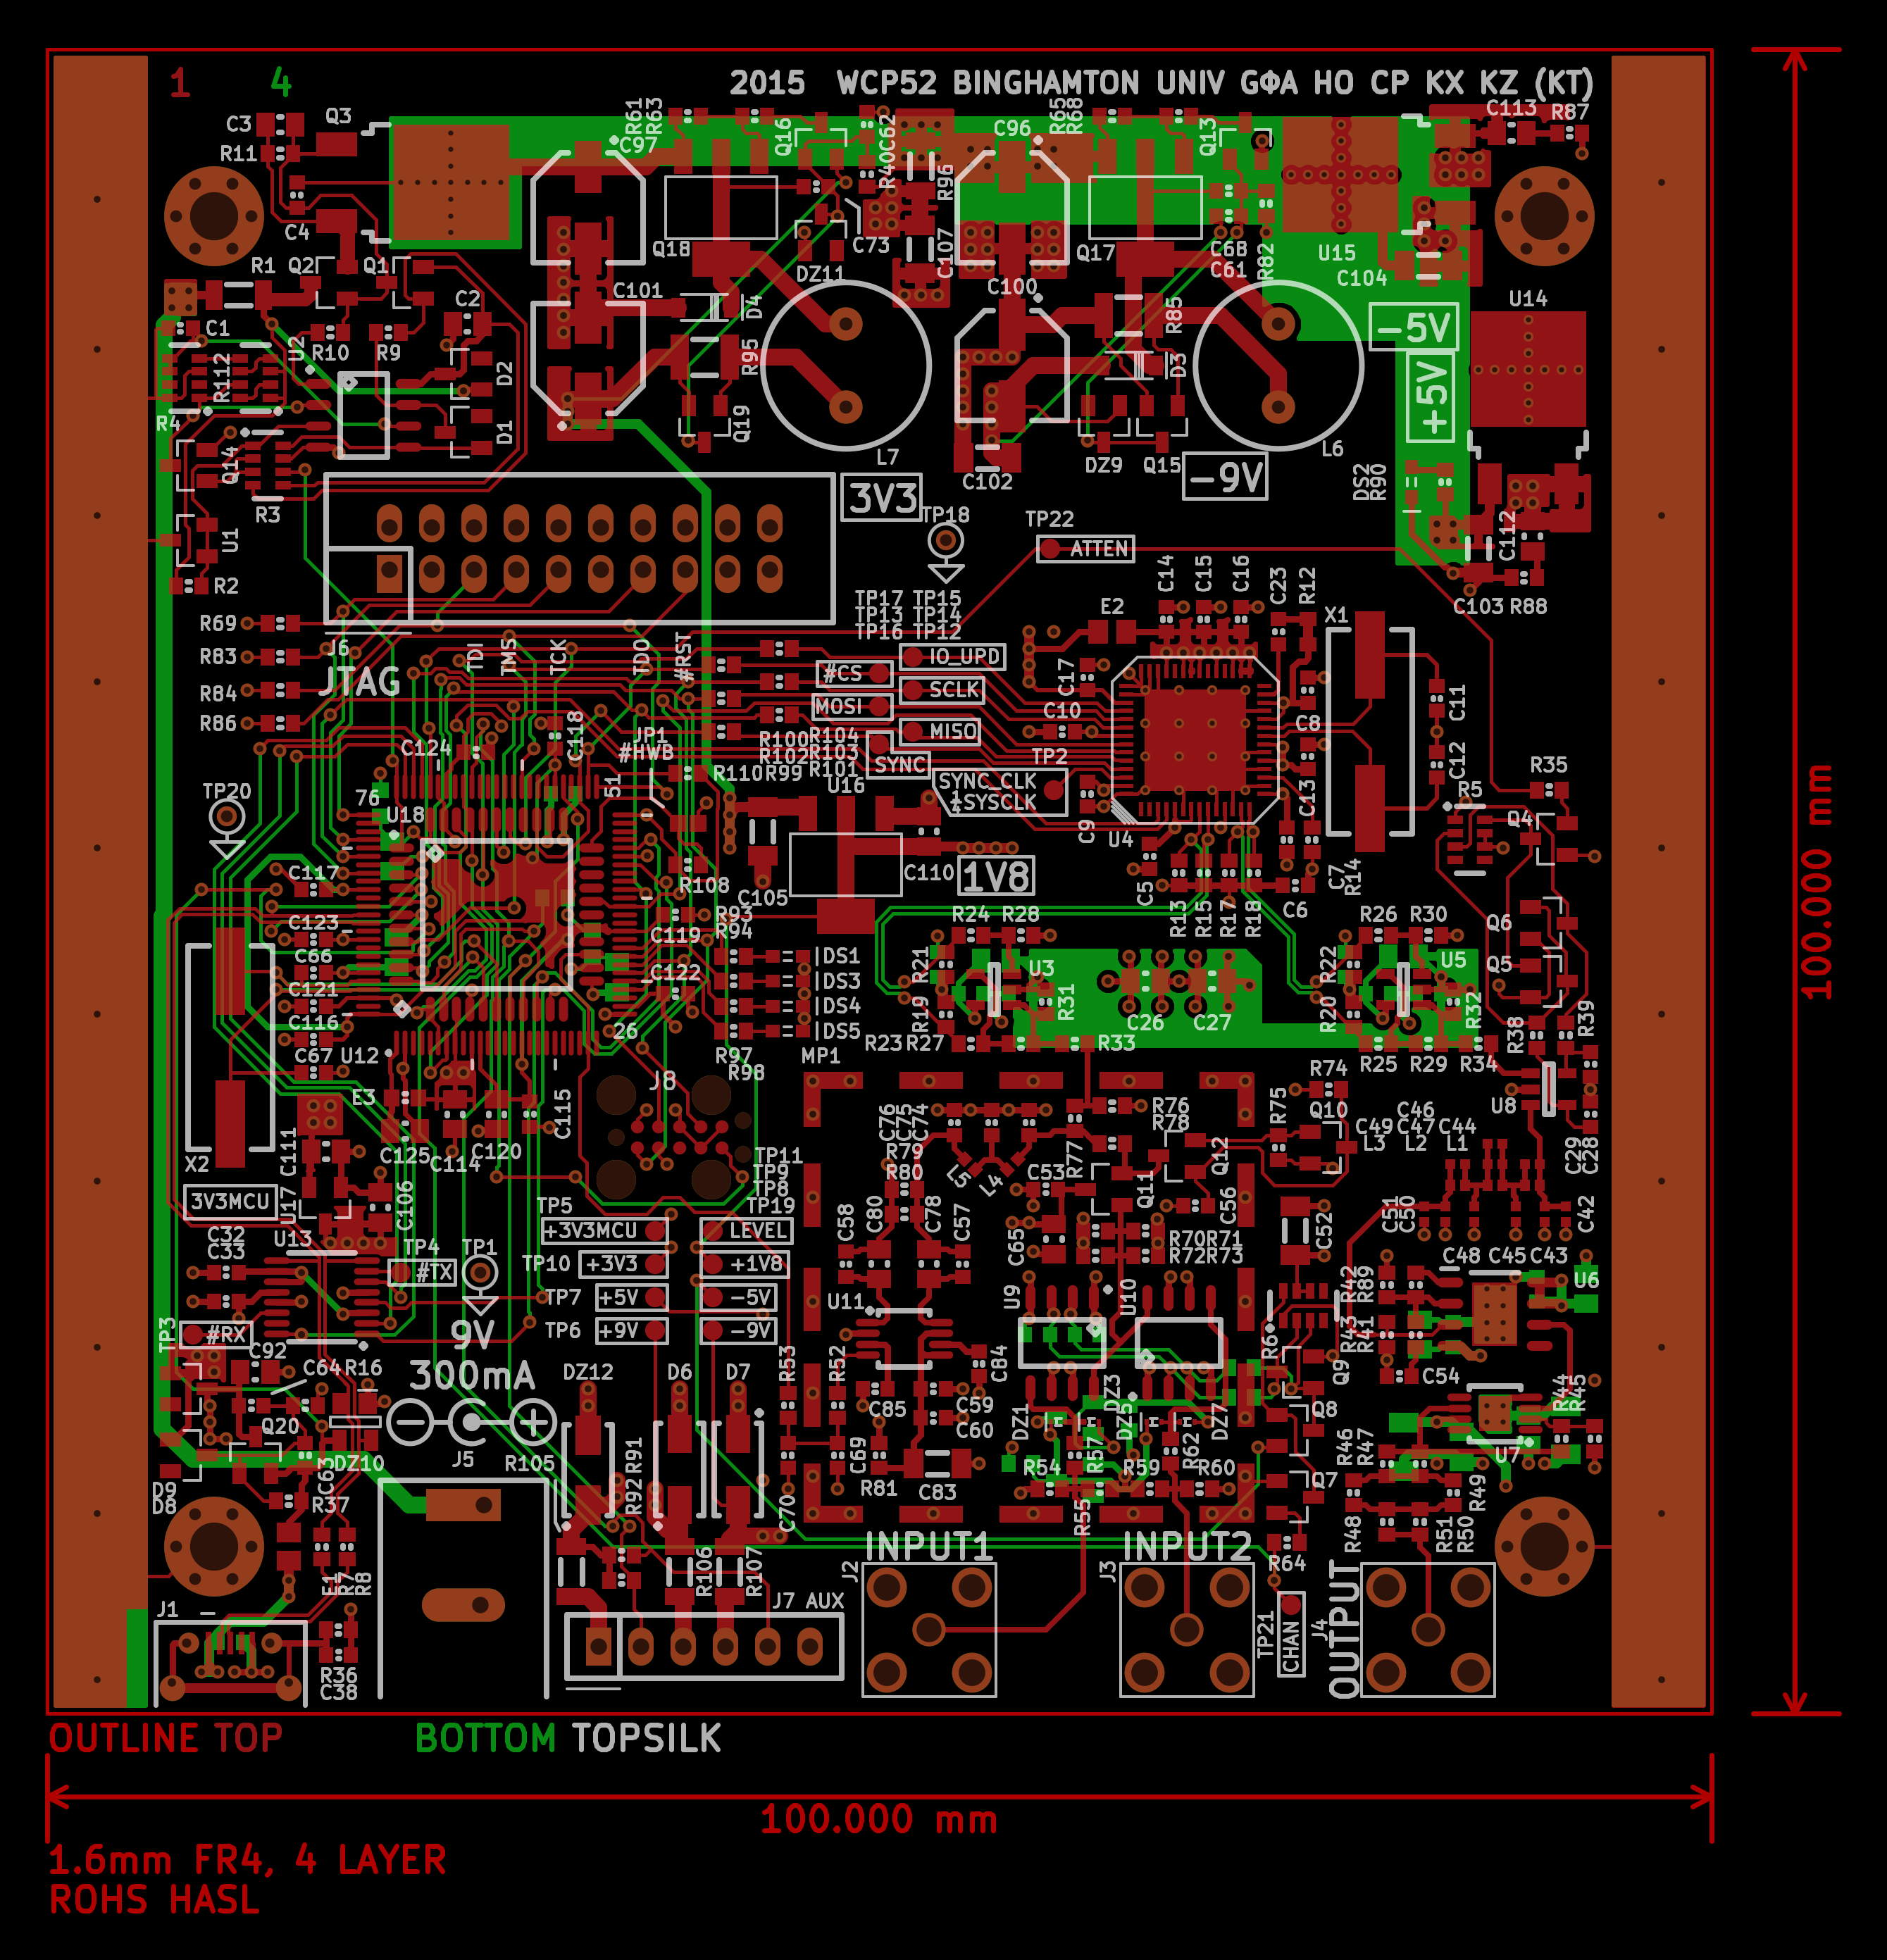 1 4
2015 WCP52 BINGHAMTON UNIV GΦA HO CP KX KZ (KT)
C3
Q3
R11
C4
R61
R63
C97
Q16
C62
R40
R96
C96
R65
R68
Q13
C113
R87
Q18
C73
C107
Q17
C68
C61
R82
U15
C104
R1
Q2
Q1
DZ11
C2
C101
D4
C100
R85
U14
C1
U2
R112
R10
R9
R95
D2
D3
-5V
+5V
R4
D1
Q19
L7
C102
DZ9
Q15
L6
Q14
R3
3V3
-9V
DS2
R90
TP18
TP22
ATTEN
C112
U1
R2
C103
R88
C14
C15
C16
C23
R12
TP17 TP15
TP13 TP14
TP16 TP12
E2
X1
R69
R83
R84
R86
J6
JTAG
TDI
TMS
TCK
TDO
#RST
IO_UPD
#CS
SCLK
MOSI
MISO
SYNC
C17
C10
C8
C11
C12
C124
C118
JP1
#HWB
R100
R104
R102
R103
R101
R110
R99
TP2
SYNC_CLK
¼SYSCLK
C13
R35
TP20
76
U18
51
U16
C9
U4
R5
Q4
C117
R108
C105
C110
1V8
C5
C7
R14
C6
C123
R93
R94
C119
R24
R28
R13
R15
R17
R18
R26
R30
Q6
C66
C121
C122
DS1
DS3
DS4
DS5
R21
U3
R19
R31
C26
C27
R22
U5
R20
R32
Q5
C116
26
C67
U12
R97
R98
MP1
R23
R27
R33
R25
R29
R34
R38
R39
E3
J8
C115
C76
C75
C74
R79
R80
R76
R78
R77
R74
R75
Q10
C49
C46
C47
C44
L3
L2
L1
U8
C29
C28
X2
C111
C125
C114
C120
TP11
TP9
TP8
L5
L4
C53
Q12
Q11
3V3MCU
U17
C106
C32
C33
U13
TP5
TP19
+3V3MCU
LEVEL
C58
C80
C78
C57
C65
C56
R70
R71
R72
R73
C52
C51
C50
C42
TP4
#TX
TP1
TP10
+3V3
+1V8
C48
C45
C43
TP7
+5V
-5V
U11
U9
U10
R42
R89
U6
TP3
#RX
9V
300mA
TP6
+9V
-9V
R6
R43
R41
C92
C64
R16
DZ12
D6
D7
R53
R52
C84
Q9
C54
Q20
C85
C59
C60
DZ1
DZ3
DZ5
DZ7
Q8
R44
R45
C63
DZ10
J5
R105
R91
R92
C69
R81
C83
R54
R57
R59
R62
R60
R46
R47
U7
D9
D8
R37
C70
R55
Q7
R48
R49
R51
R50
INPUT1
INPUT2
R64
J1
E1
R7
R8
R106
R107
J2
J3
J4
OUTPUT
J7 AUX
TP21
CHAN
R36
C38
100.000 mm
OUTLINE TOP BOTTOM TOPSILK
100.000 mm
1.6mm FR4, 4 LAYER
ROHS HASL